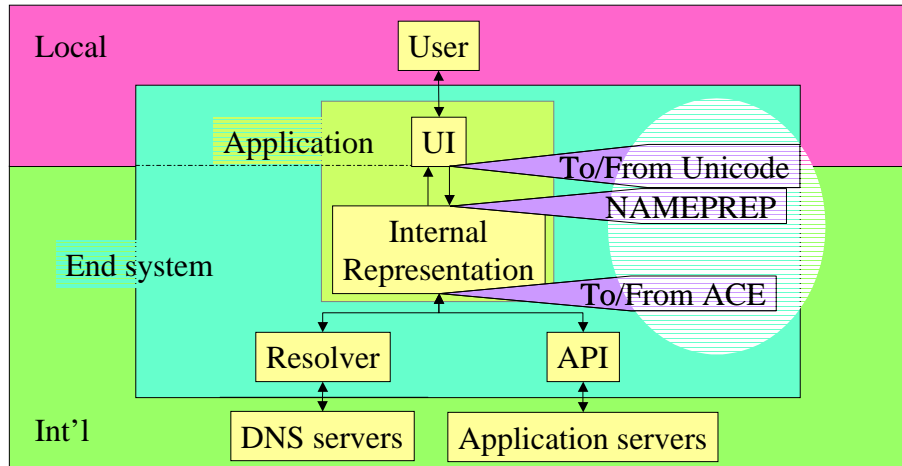 Local
User
Application
UI
To/From Unicode
NAMEPREP
Internal
Representation
End system
To/From ACE
Resolver
API
Int'l
DNS servers
Application servers